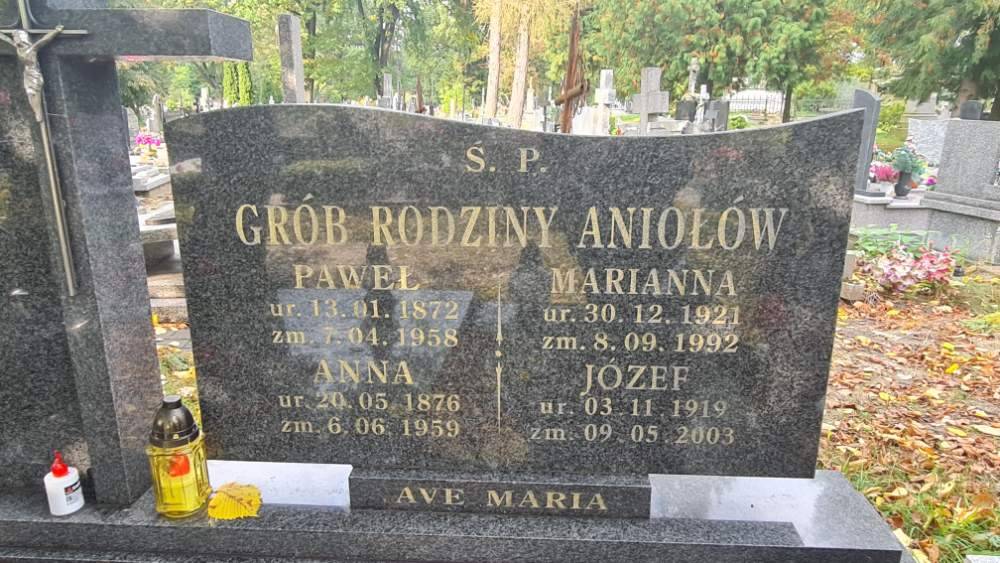 Ś. P.
GRÓB RODZINY ANIOŁÓW
PAWEŁ
ur. 13. 01. 1872
zm. 7. 04. 1958
ANNA
ur. 20. 05. 1876
zm. 6. 06. 1959
MARIANNA
ur. 30. 12. 1921
zm. 8. 09. 1992
JÓZEF
ur. 03. 11. 1919
zm. 09. 05. 2003
AVE MARIA